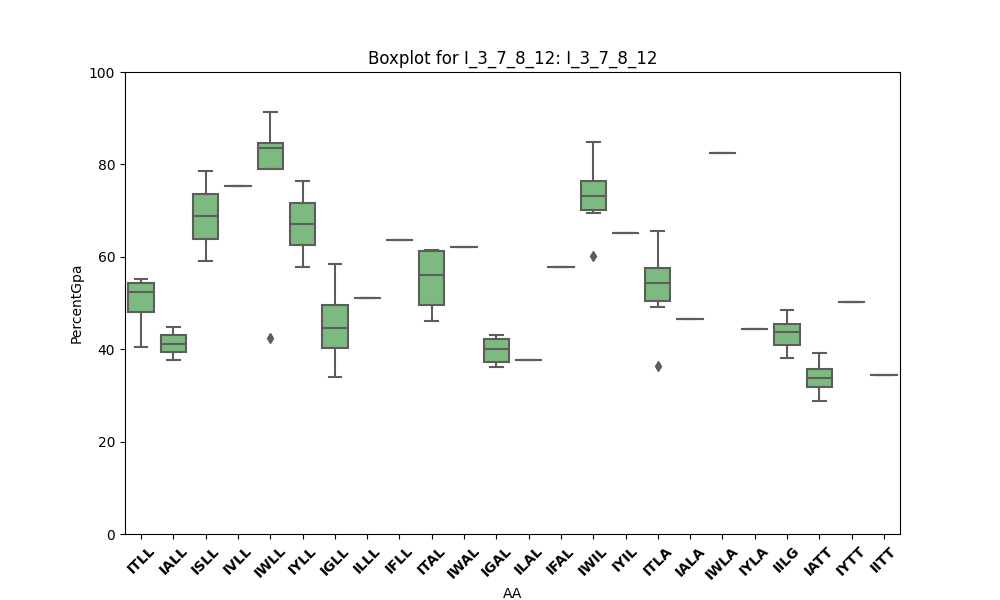 Boxplot for I_3_7_8_12: I_3_7_8_12
100
80
60
40
20
0
PercentGpa
ITLL IALL ISLL IVLL IWLL IYLL IGLL ILLL IFLL ITAL IWAL IGAL ILAL IFAL IWIL IYIL ITLA IALA IWLA IYLA IILG IATT IYTT IITT
AA